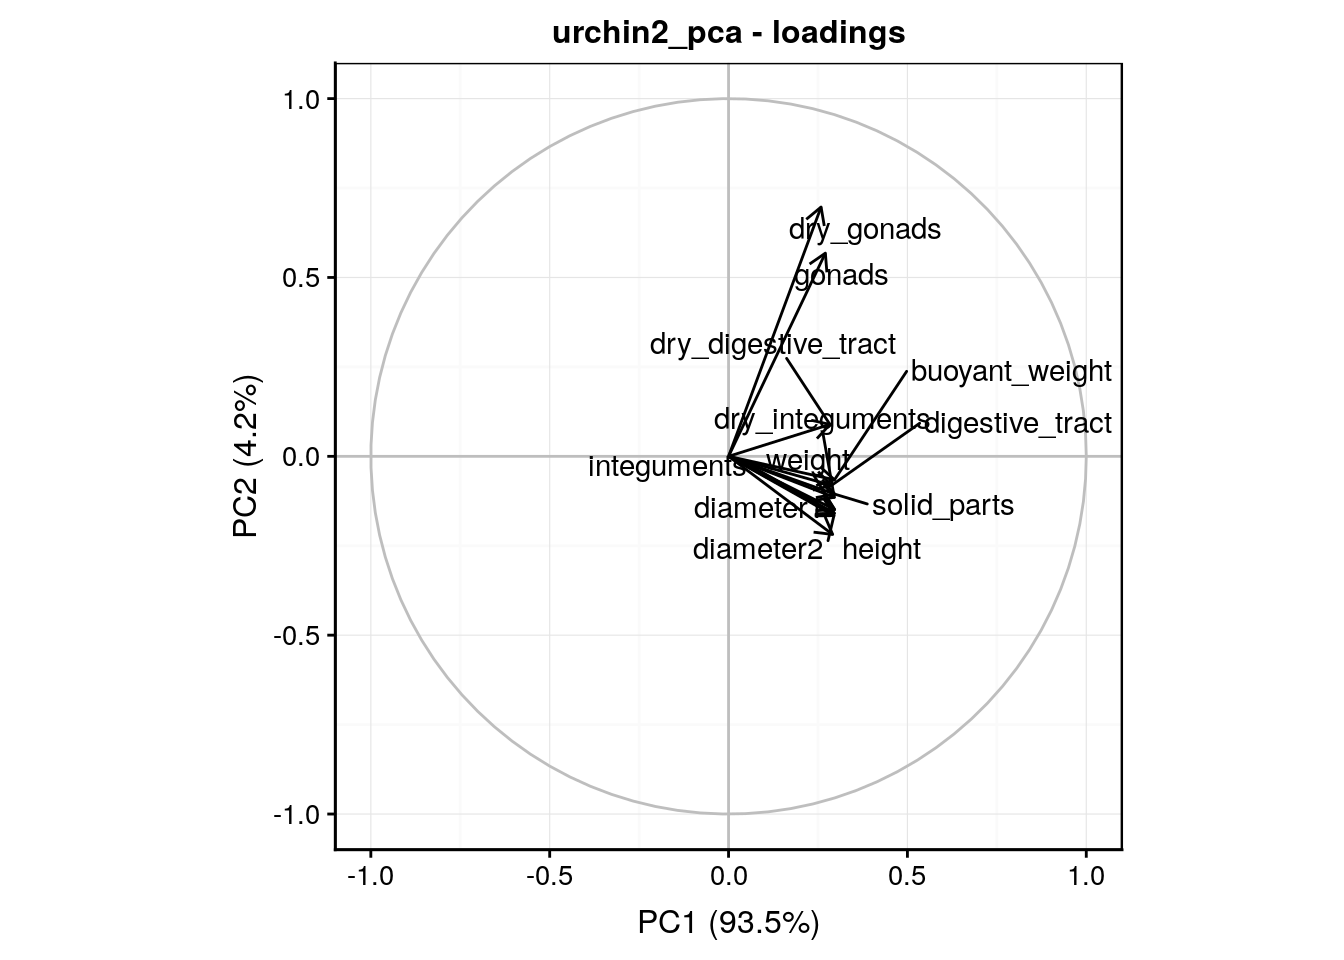 urchin2_pca - loadings
1.0
0.5
0.0
-0.5
-1.0
PC2 (4.2%)
dry_gonads
gonads
dry_digestive_tract
buoyant_weight
dry_integuments
digestive_tract
integuments
weight
diameter
solid_parts
diameter2
height
-1.0
-0.5
0.0
0.5
1.0
PC1 (93.5%)